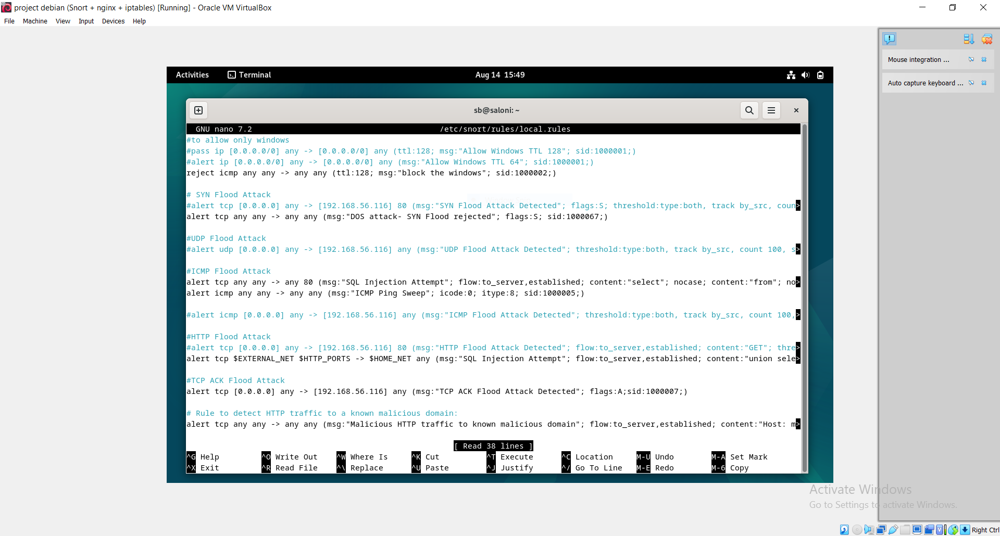 project debian (Snort + nginx + iptables) [Running] - Oracle VM VirtualBox
File Machine View Input Devices Help
Mouse integration ...
Auto capture keyboard ...
Activities Terminal Aug 14 15:49
sb@saloni: ~
GNU nano 7.2 /etc/snort/rules/local.rules
#to allow only windows
#pass ip [0.0.0.0/0] any -> [0.0.0.0/0] any (ttl:128; msg:"Allow Windows TTL 128"; sid:1000001;)
#alert ip [0.0.0.0/0] any -> [0.0.0.0/0] any (msg:"Allow Windows TTL 64"; sid:1000001;)
reject icmp any any -> any any (ttl:128; msg:"block the windows"; sid:1000002;)
# SYN Flood Attack
#alert tcp [0.0.0.0] any -> [192.168.56.116] 80 (msg:"SYN Flood Attack Detected"; flags:S; threshold:type:both, track by_src, coun>
alert tcp any any -> any any (msg:"DOS attack- SYN Flood rejected"; flags:S; sid:1000067;)
#UDP Flood Attack
#alert udp [0.0.0.0] any -> [192.168.56.116] any (msg:"UDP Flood Attack Detected"; threshold:type:both, track by_src, count 100, s>
#ICMP Flood Attack
alert tcp any any -> any 80 (msg:"SQL Injection Attempt"; flow:to_server,established; content:"select"; nocase; content:"from"; no>
alert icmp any any -> any any (msg:"ICMP Ping Sweep"; icode:0; itype:8; sid:1000005;)
#alert icmp [0.0.0.0] any -> [192.168.56.116] any (msg:"ICMP Flood Attack Detected"; threshold:type:both, track by_src, count 100,>
#HTTP Flood Attack
#alert tcp [0.0.0.0] any -> [192.168.56.116] 80 (msg:"HTTP Flood Attack Detected"; flow:to_server,established; content:"GET"; thre>
alert tcp $EXTERNAL_NET $HTTP_PORTS -> $HOME_NET any (msg:"SQL Injection Attempt"; flow:to_server,established; content:"union sele>
#TCP ACK Flood Attack
alert tcp [0.0.0.0] any -> [192.168.56.116] any (msg:"TCP ACK Flood Attack Detected"; flags:A;sid:1000007;)
# Rule to detect HTTP traffic to a known malicious domain:
alert tcp any any -> any any (msg:"Malicious HTTP traffic to known malicious domain"; flow:to_server,established; content:"Host: m>
[ Read 38 lines ]
^G Help ^O Write Out ^W Where Is ^K Cut ^T Execute ^C Location M-U Undo M-A Set Mark
^X Exit ^R Read File ^\ Replace ^U Paste ^J Justify ^/ Go To Line M-E Redo M-6 Copy
Activate Windows
Go to Settings to activate Windows.
Right Ctrl